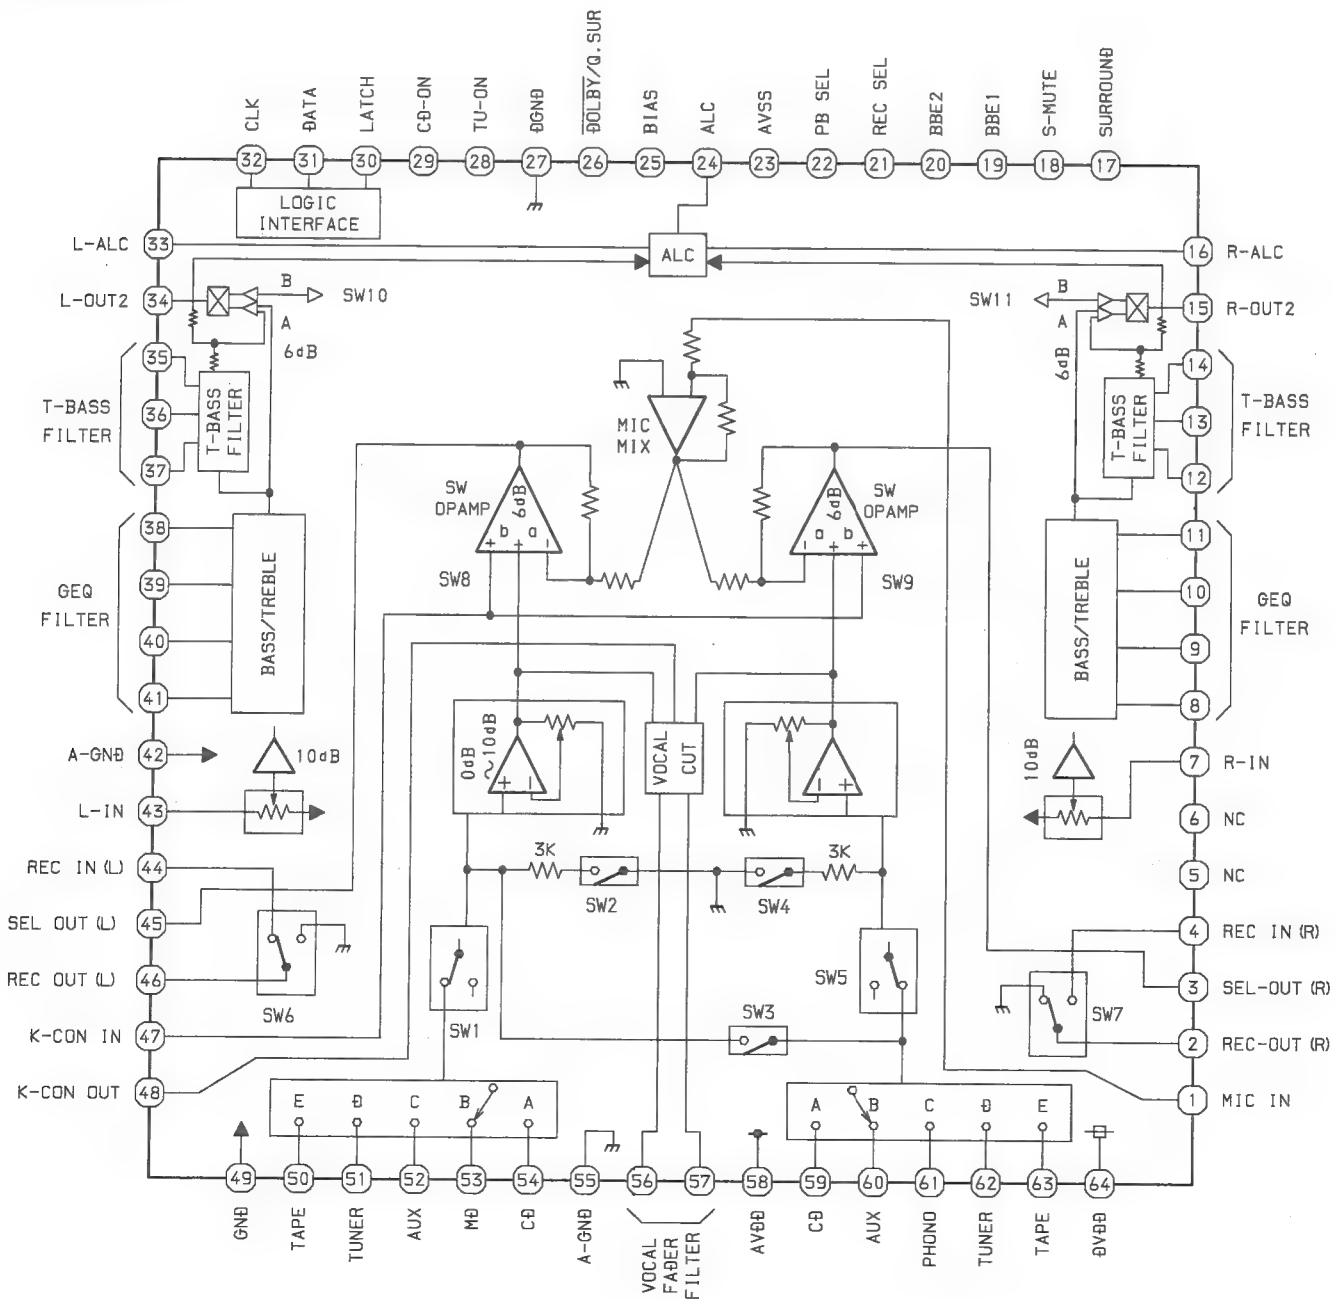 CLK
DATA
LATCH
CD-ON
TU-ON
DGND
DOLBY/Q.SUR
BIAS
ALC
AVSS
PB SEL
REC SEL
BBE2
BBE1
S-MUTE
SURROUND
32
31
30
29
28
27
26
25
24
23
22
21
20
19
18
17
LOGIC
INTERFACE
L-ALC
33
ALC
16
R-ALC
L-OUT2
34
B
SW10
A
6dB
SW11
B
A
6dB
15
R-OUT2
35
36
37
T-BASS
FILTER
T-BASS
FILTER
MIC
MIX
T-BASS
FILTER
14
13
12
T-BASS
FILTER
SW
OPAMP
6dB
b
a
+
+
-
SW8
6dB
a
b
-
+
+
SW
OPAMP
SW9
38
39
40
41
GEQ
FILTER
BASS/TREBLE
BASS/TREBLE
11
10
9
8
GEQ
FILTER
A-GND
42
10dB
0dB
~10dB
+
-
VOCAL
CUT
-
+
10dB
7
R-IN
L-IN
43
6
NC
REC IN (L)
44
3K
SW2
SW4
3K
5
NC
SEL OUT (L)
45
4
REC IN (R)
REC OUT (L)
46
SW6
SW1
SW5
SW7
3
SEL-OUT (R)
K-CON IN
47
SW3
2
REC-OUT (R)
K-CON OUT
48
E
D
C
B
A
A
B
C
D
E
1
MIC IN
49
50
51
52
53
54
55
56
57
58
59
60
61
62
63
64
GND
TAPE
TUNER
AUX
MD
CD
A-GND
VOCAL
FADER
FILTER
AVDD
CD
AUX
PHONO
TUNER
TAPE
DVDD